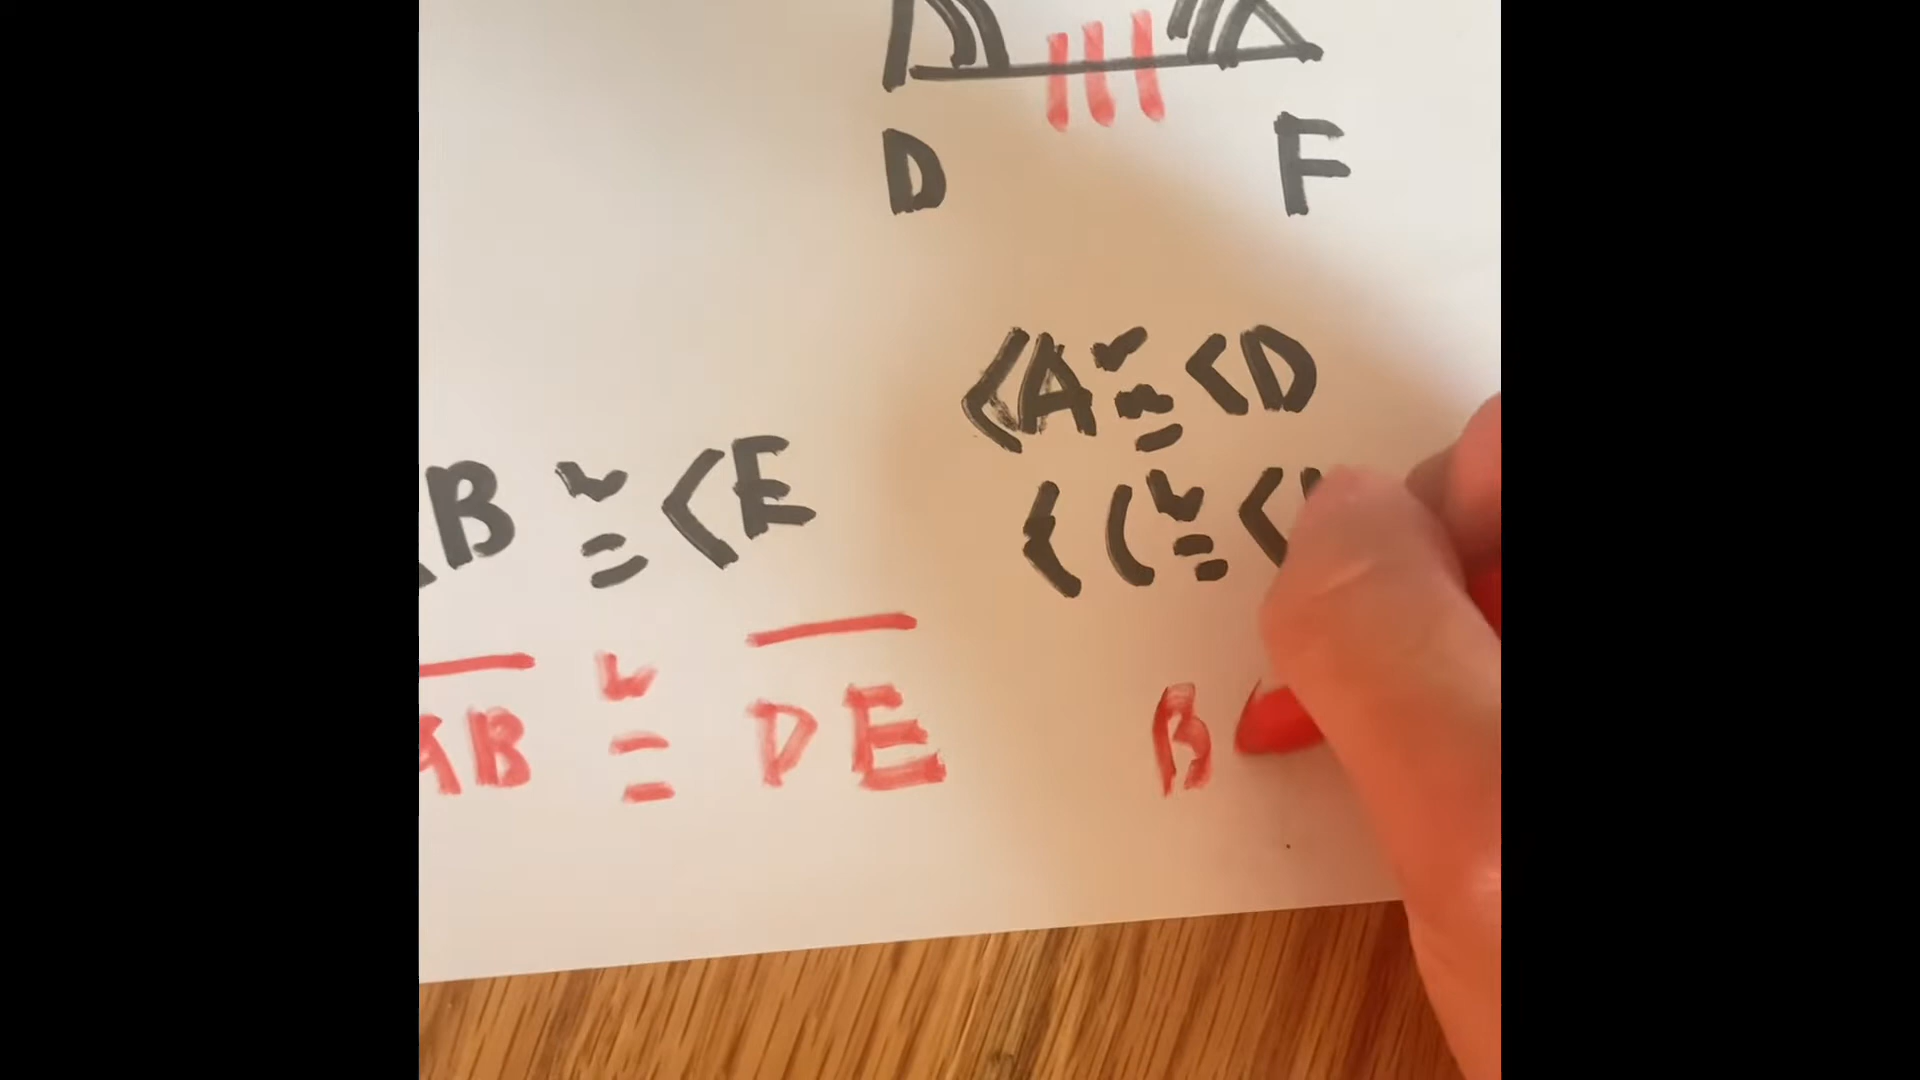 D F
<A ≅ <D
B ≅ <E
<C ≅ <
AB ≅ DE
B